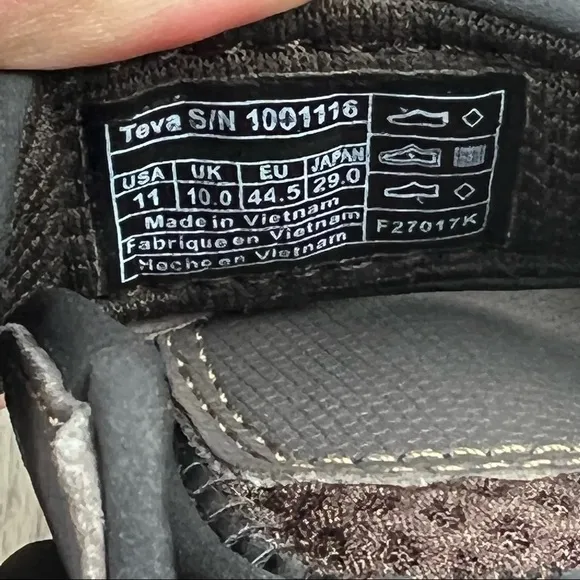 Teva S/N 1001116
USA UK EU JAPAN
11 10.0 44.5 29.0
Made in Vietnam
Fabrique en Vietnam
Hecho en Vietnam
F27017K